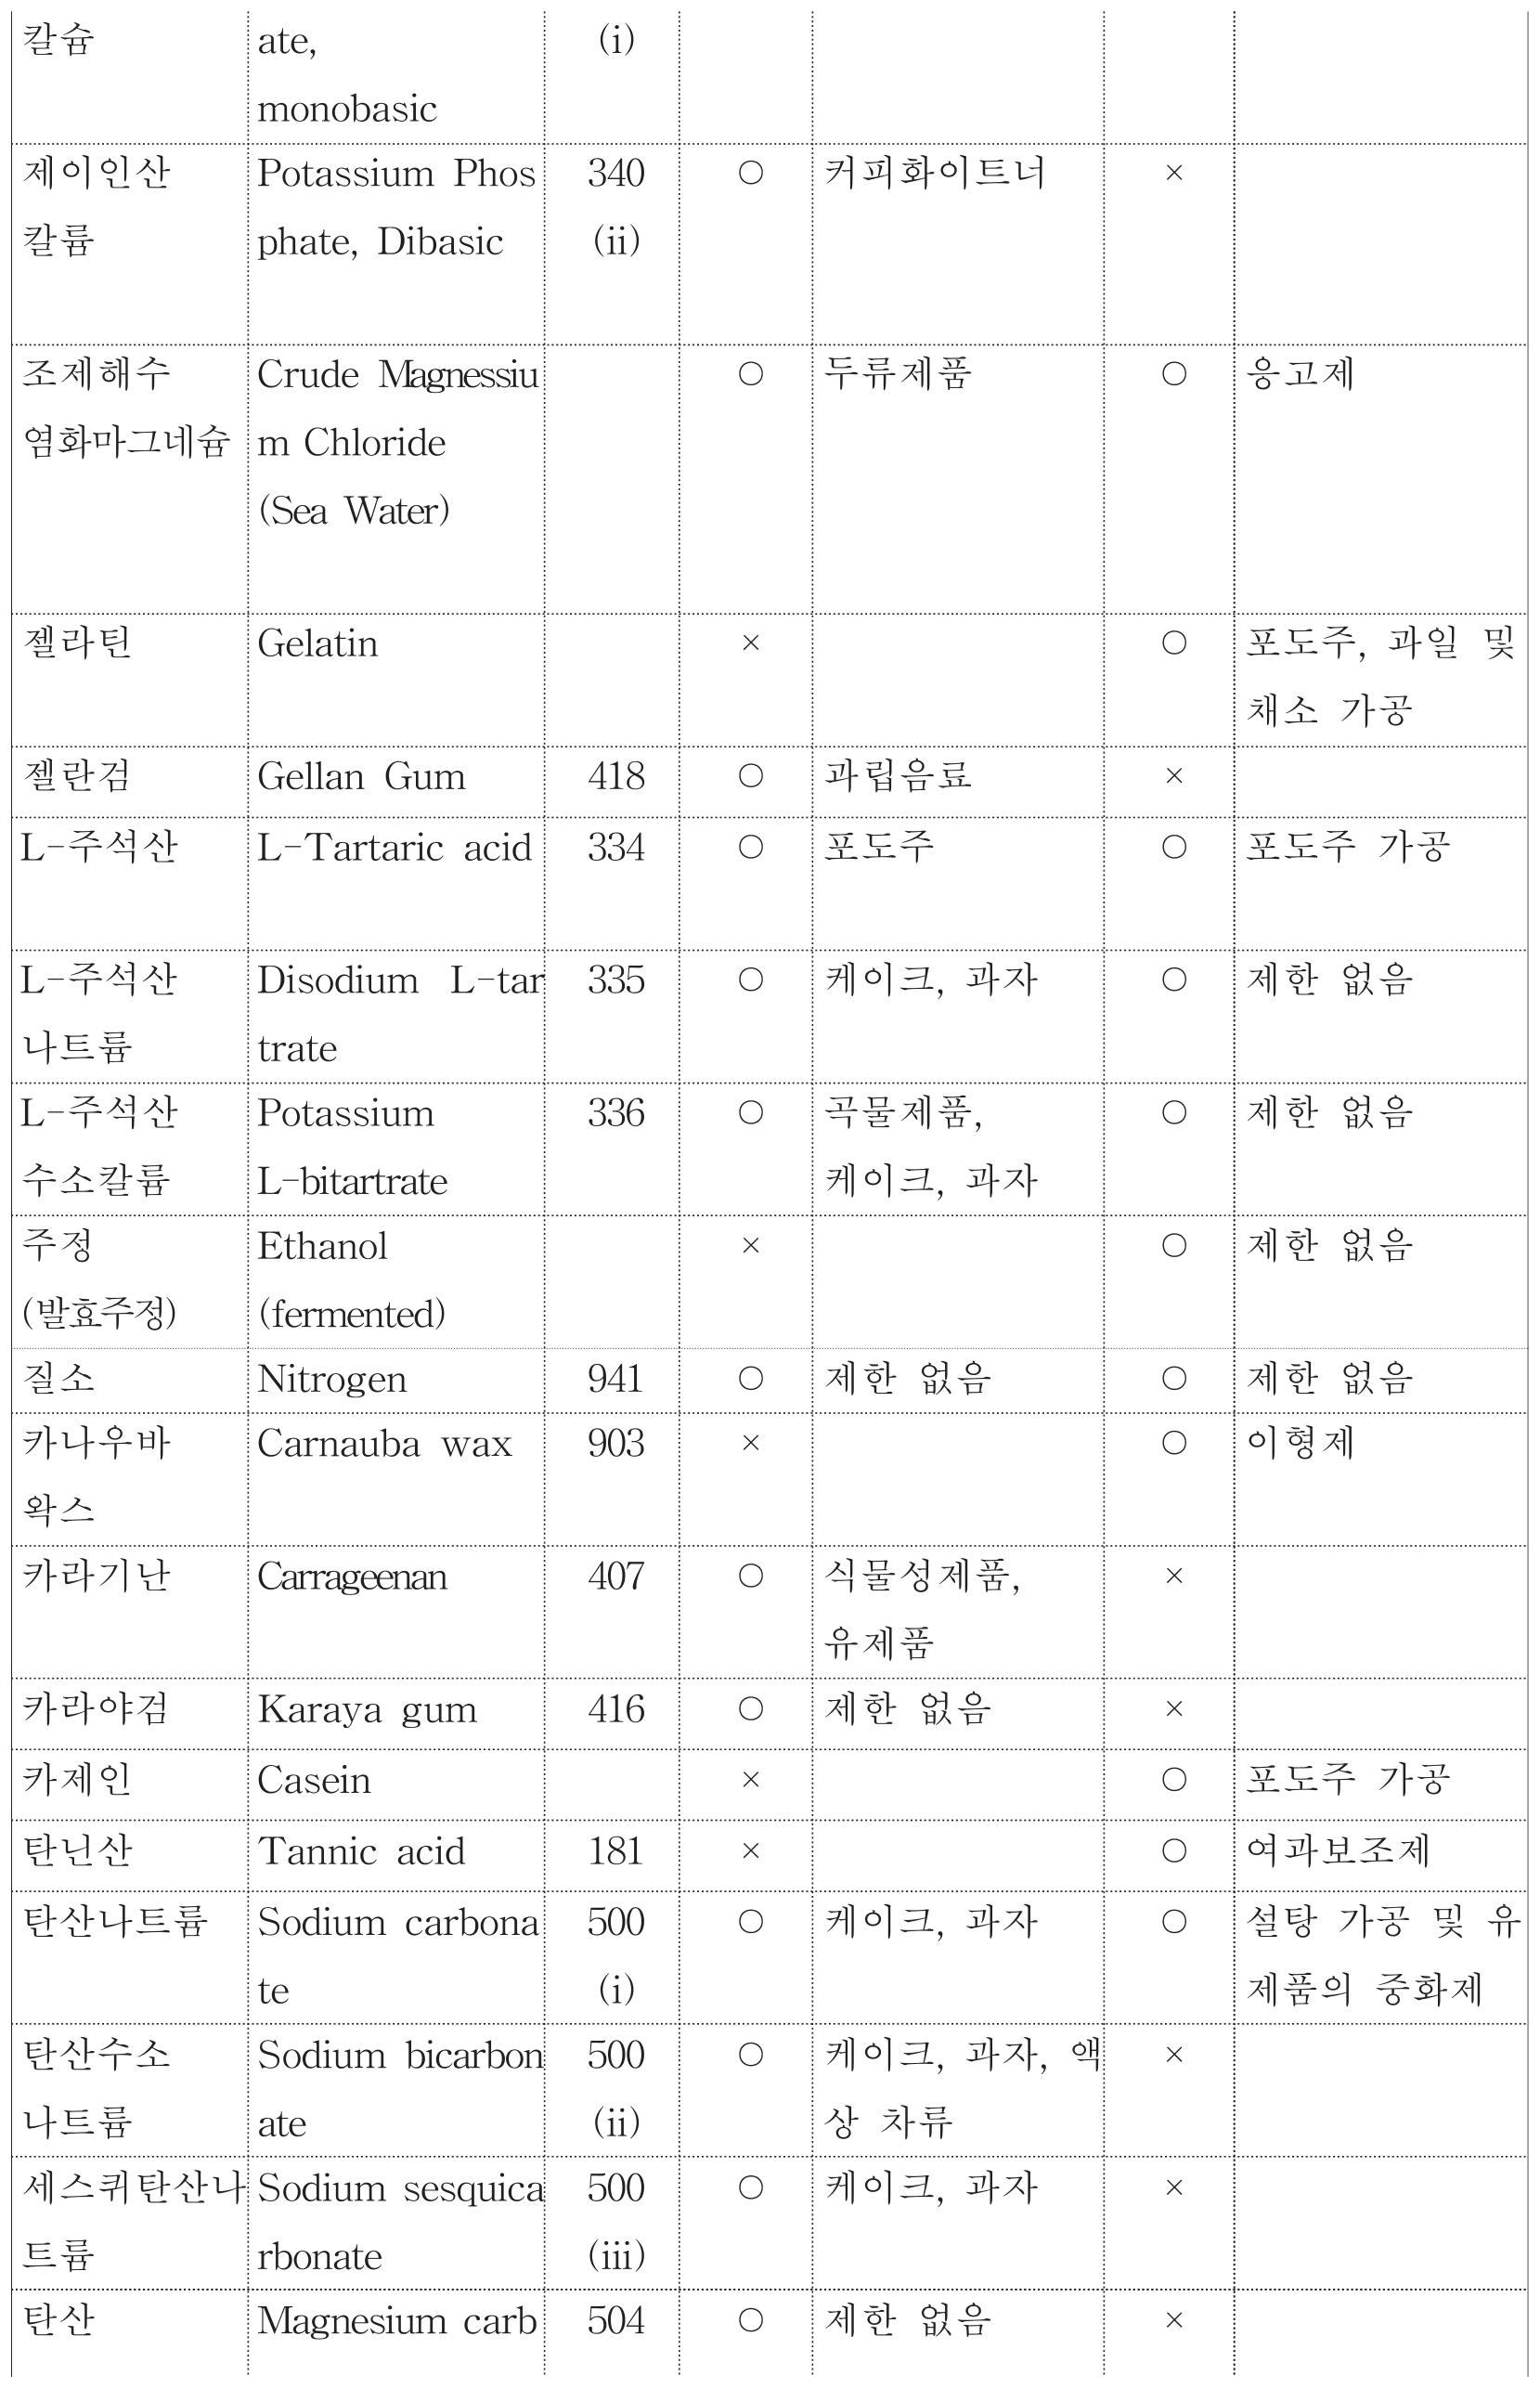 칼슘 ate, (i)
monobasic
제이인산 Potassium Phos 340 ○ 커피화이트너 ×
칼륨 phate, Dibasic (ii)
조제해수 Crude Magnessiu ○ 두류제품 ○ 응고제
염화마그네슘 m Chloride
(Sea Water)
젤라틴 Gelatin × ○ 포도주, 과일 및
채소 가공
젤란검 Gellan Gum 418 ○ 과립음료 ×
L-주석산 L-Tartaric acid 334 ○ 포도주 ○ 포도주 가공
L-주석산 Disodium L-tar 335 ○ 케이크, 과자 ○ 제한 없음
나트륨 trate
L-주석산 Potassium 336 ○ 곡물제품, ○ 제한 없음
수소칼륨 L-bitartrate 케이크, 과자
주정 Ethanol × ○ 제한 없음
(발효주정) (fermented)
질소 Nitrogen 941 ○ 제한 없음 ○ 제한 없음
카나우바 Carnauba wax 903 × ○ 이형제
왁스
카라기난 Carrageenan 407 ○ 식물성제품, ×
유제품
카라야검 Karaya gum 416 ○ 제한 없음 ×
카제인 Casein × ○ 포도주 가공
탄닌산 Tannic acid 181 × ○ 여과보조제
탄산나트륨 Sodium carbona 500 ○ 케이크, 과자 ○ 설탕 가공 및 유
te (i) 제품의 중화제
탄산수소 Sodium bicarbon 500 ○ 케이크, 과자, 액 ×
나트륨 ate (ii) 상 차류
세스퀴탄산나 Sodium sesquica 500 ○ 케이크, 과자 ×
트륨 rbonate (iii)
탄산 Magnesium carb 504 ○ 제한 없음 ×